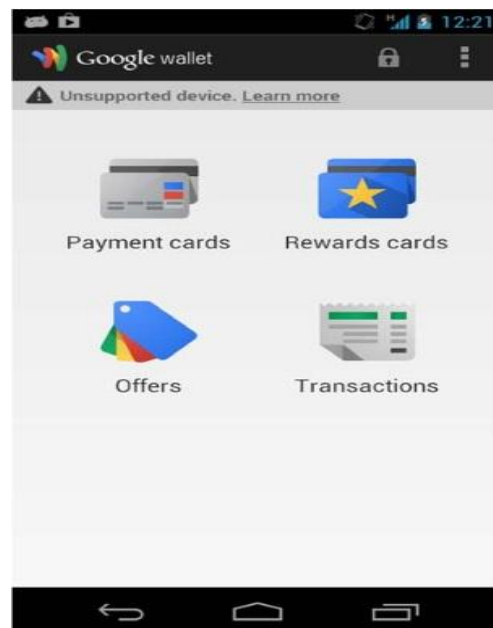 12:21
Google wallet
Unsupported device. Learn more
Payment cards
Rewards cards
Offers
Transactions